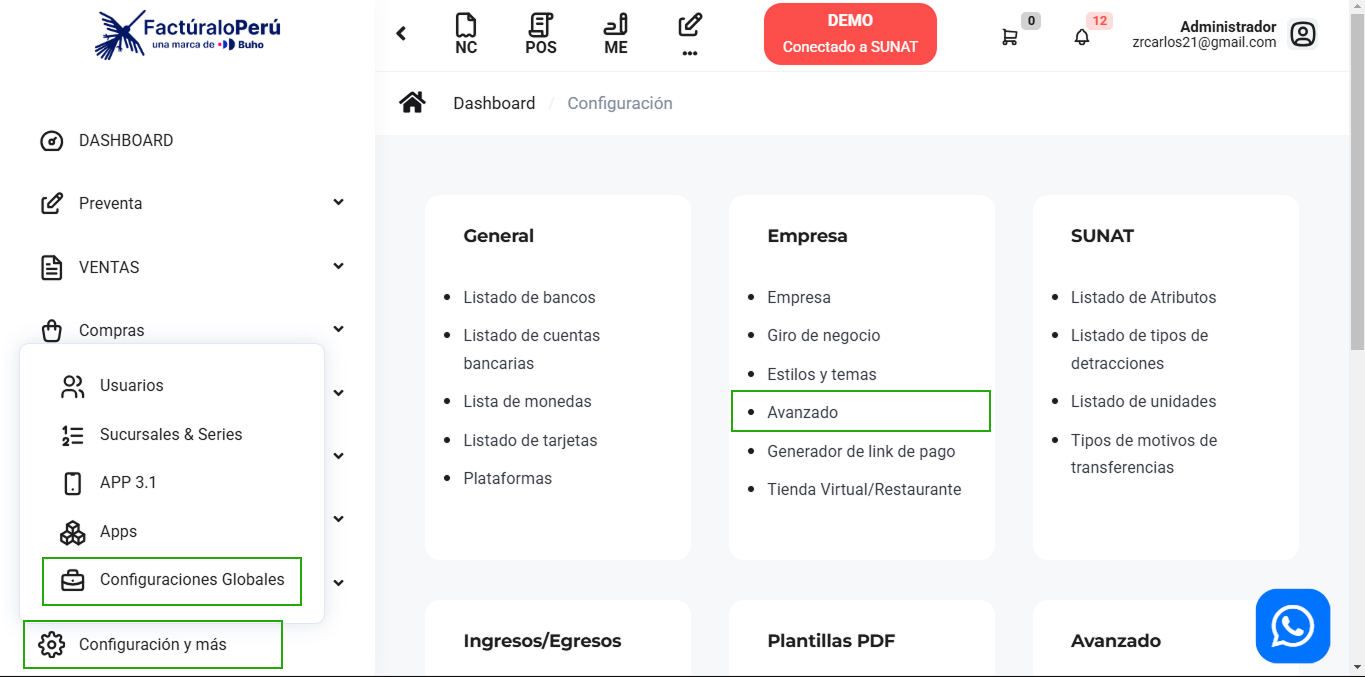 FactúraloPerú
una marca de Buho
NC
POS
ME
...
DEMO
Conectado a SUNAT
0
12
Administrador
zrcarlos21@gmail.com
Dashboard / Configuración
DASHBOARD
Preventa
VENTAS
Compras
Usuarios
Sucursales & Series
APP 3.1
Apps
Configuraciones Globales
Configuración y más
General
Listado de bancos
Listado de cuentas
bancarias
Lista de monedas
Listado de tarjetas
Plataformas
Empresa
Empresa
Giro de negocio
Estilos y temas
Avanzado
Generador de link de pago
Tienda Virtual/Restaurante
SUNAT
Listado de Atributos
Listado de tipos de
detracciones
Listado de unidades
Tipos de motivos de
transferencias
Ingresos/Egresos
Plantillas PDF
Avanzado